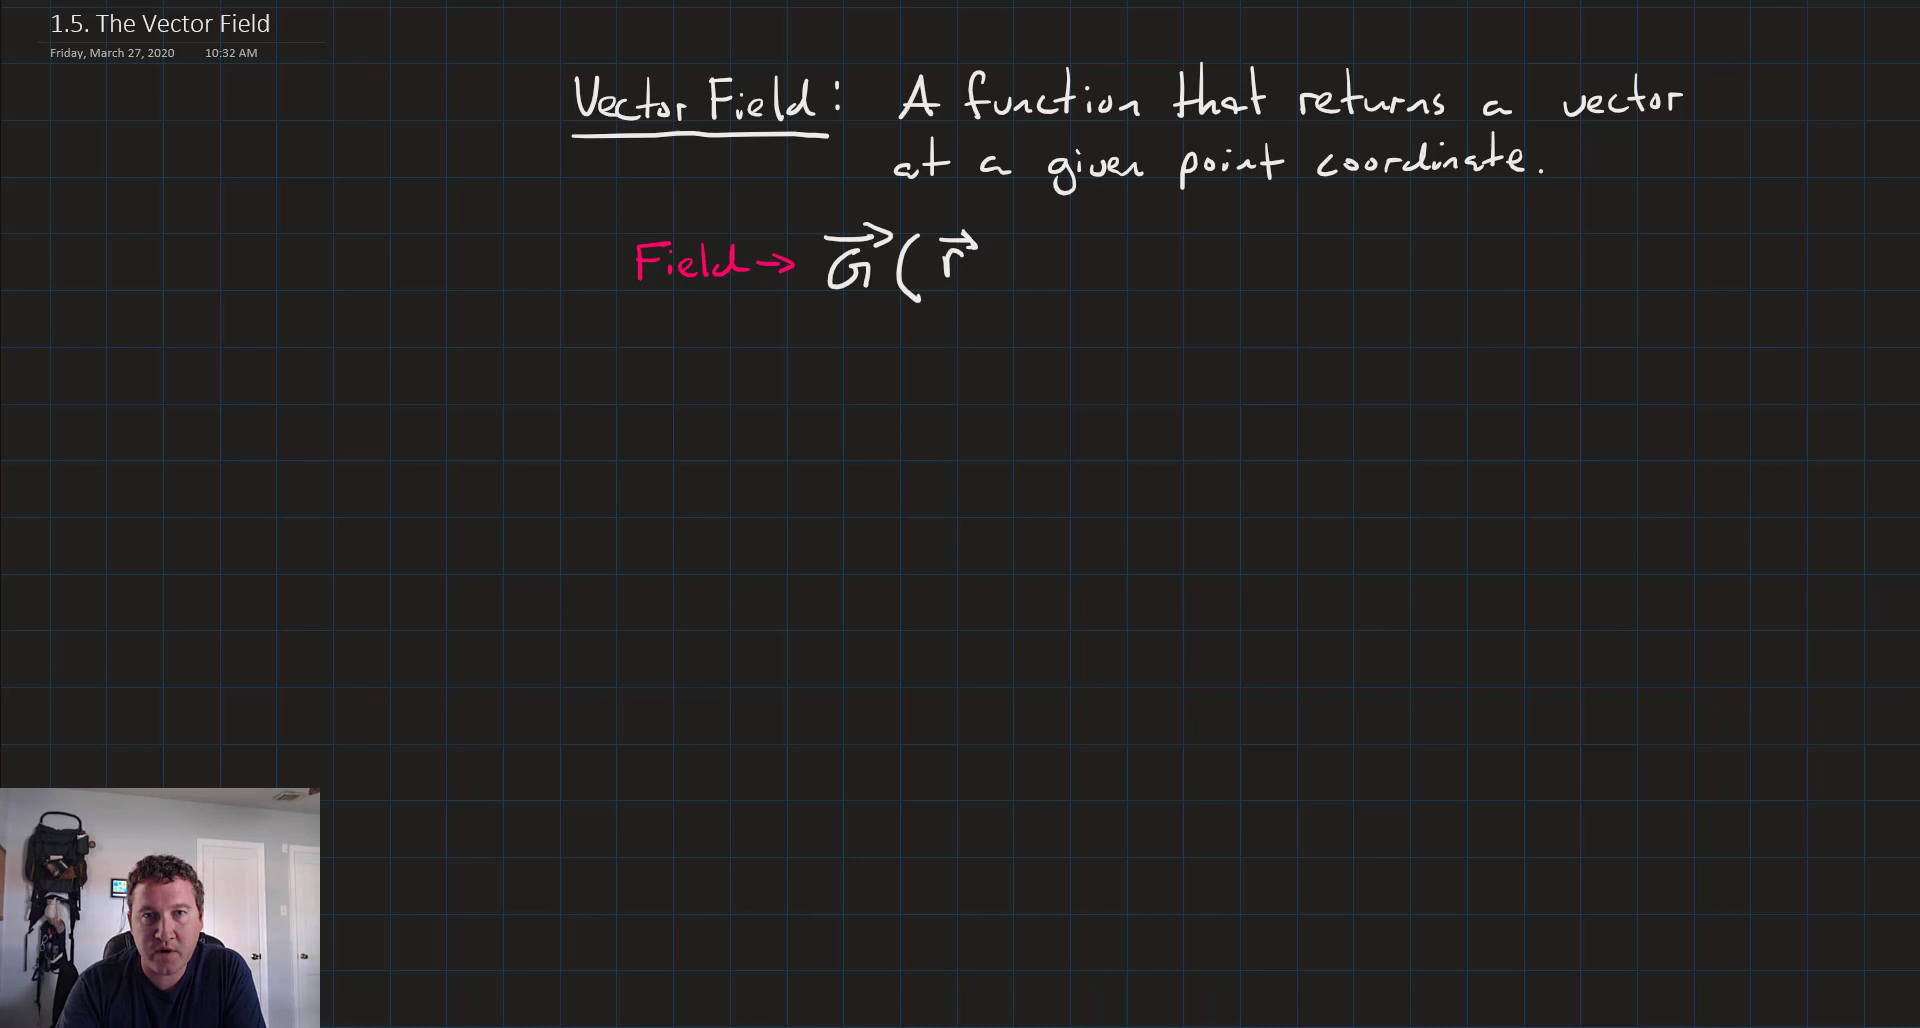 1.5. The Vector Field
Friday, March 27, 2020 10:32 AM
Vector Field: A function that returns a vector
at a given point coordinate.
Field → G⃗ ( r⃗